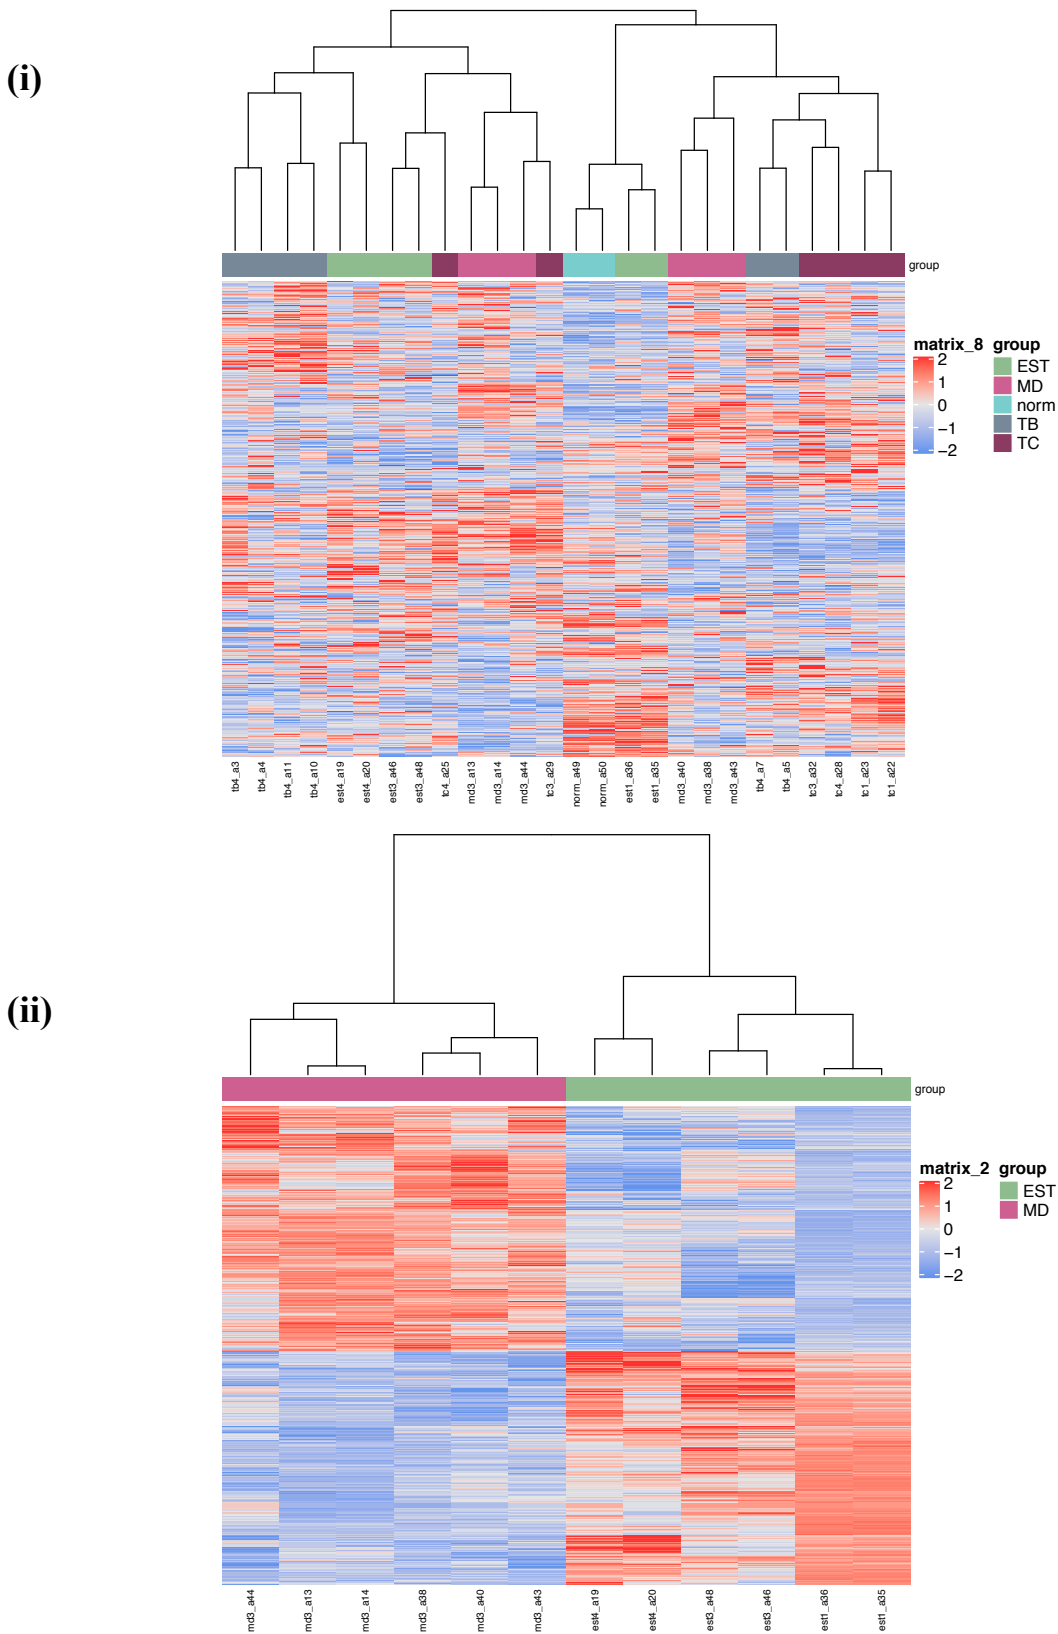 (i)
group
matrix_8 group
2
1
0
−1
−2
EST
MD
norm
TB
TC
tb4_a3
tb4_a4
tb4_a11
tb4_a10
est4_a19
est4_a20
est3_a46
est3_a48
tc4_a25
md3_a13
md3_a14
md3_a44
tc3_a29
norm_a49
norm_a50
est1_a36
est1_a35
md3_a40
md3_a38
md3_a43
tb4_a7
tb4_a5
tc3_a32
tc4_a28
tc1_a23
tc1_a22
(ii)
group
matrix_2 group
2
1
0
−1
−2
EST
MD
md3_a44
md3_a13
md3_a14
md3_a38
md3_a40
md3_a43
est4_a19
est4_a20
est3_a48
est3_a46
est1_a36
est1_a35